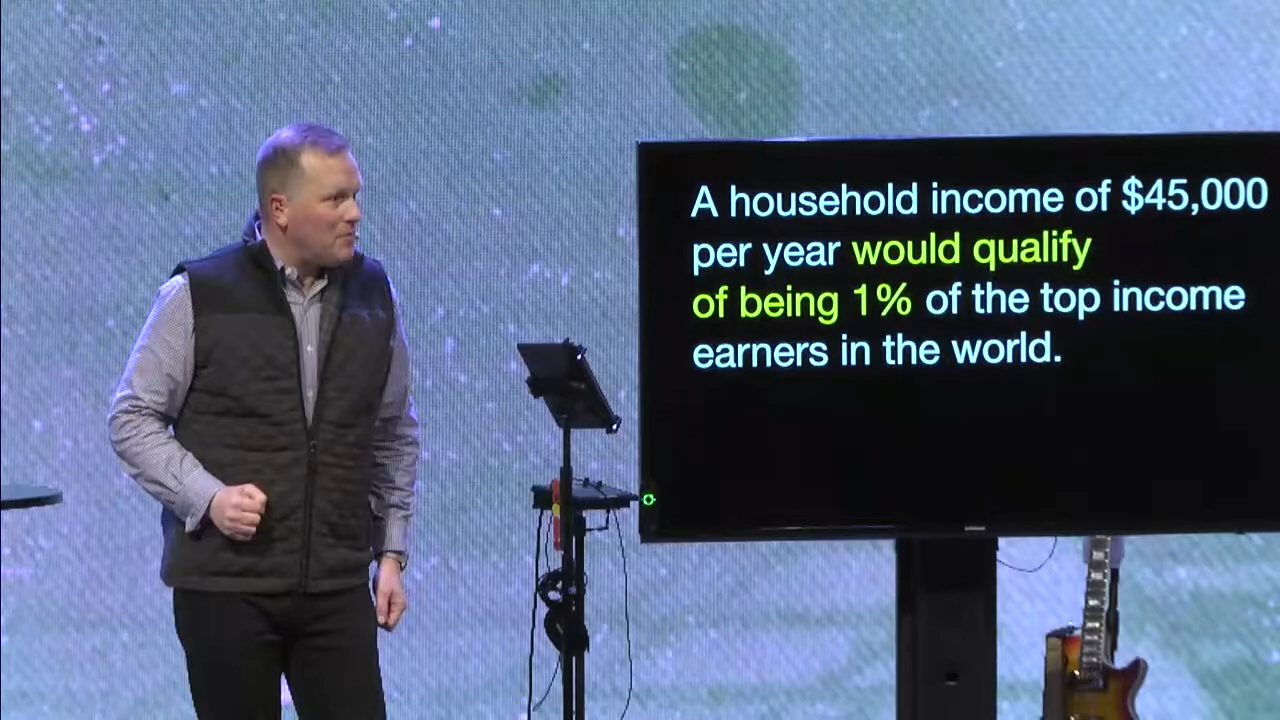 A household income of $45,000
per year would qualify
of being 1% of the top income
earners in the world.